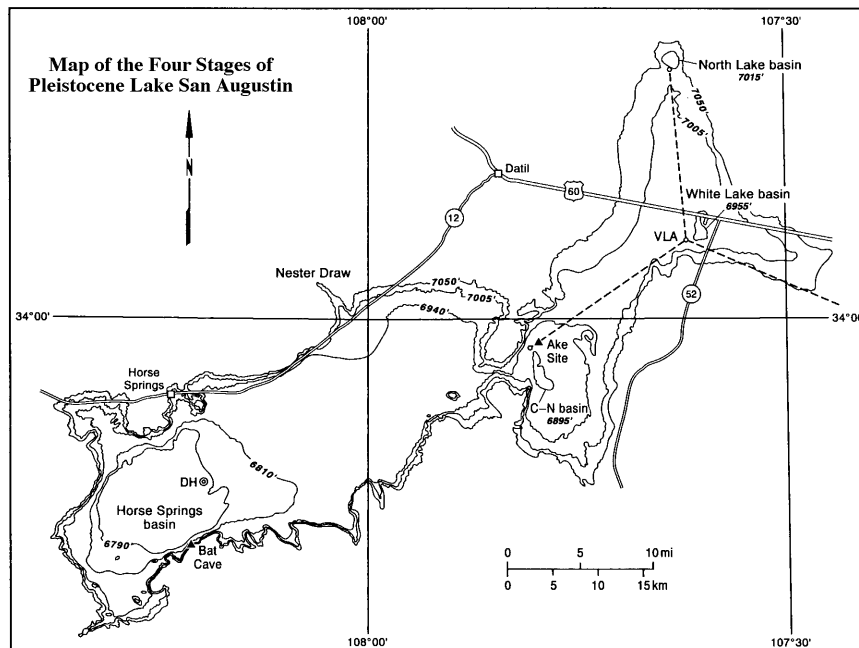 108°00'
107°30'
Map of the Four Stages of
Pleistocene Lake San Augustin
N
North Lake basin
7015'
7050'
7005'
Datil
60
White Lake basin
6955'
12
VLA
Nester Draw
7050'
7005'
6940'
52
34°00'
34°00'
Ake
Site
Horse
Springs
C–N basin
6895'
6810'
DH
Horse Springs
basin
6790'
Bat
Cave
0 5 10 mi
0 5 10 15 km
108°00'
107°30'